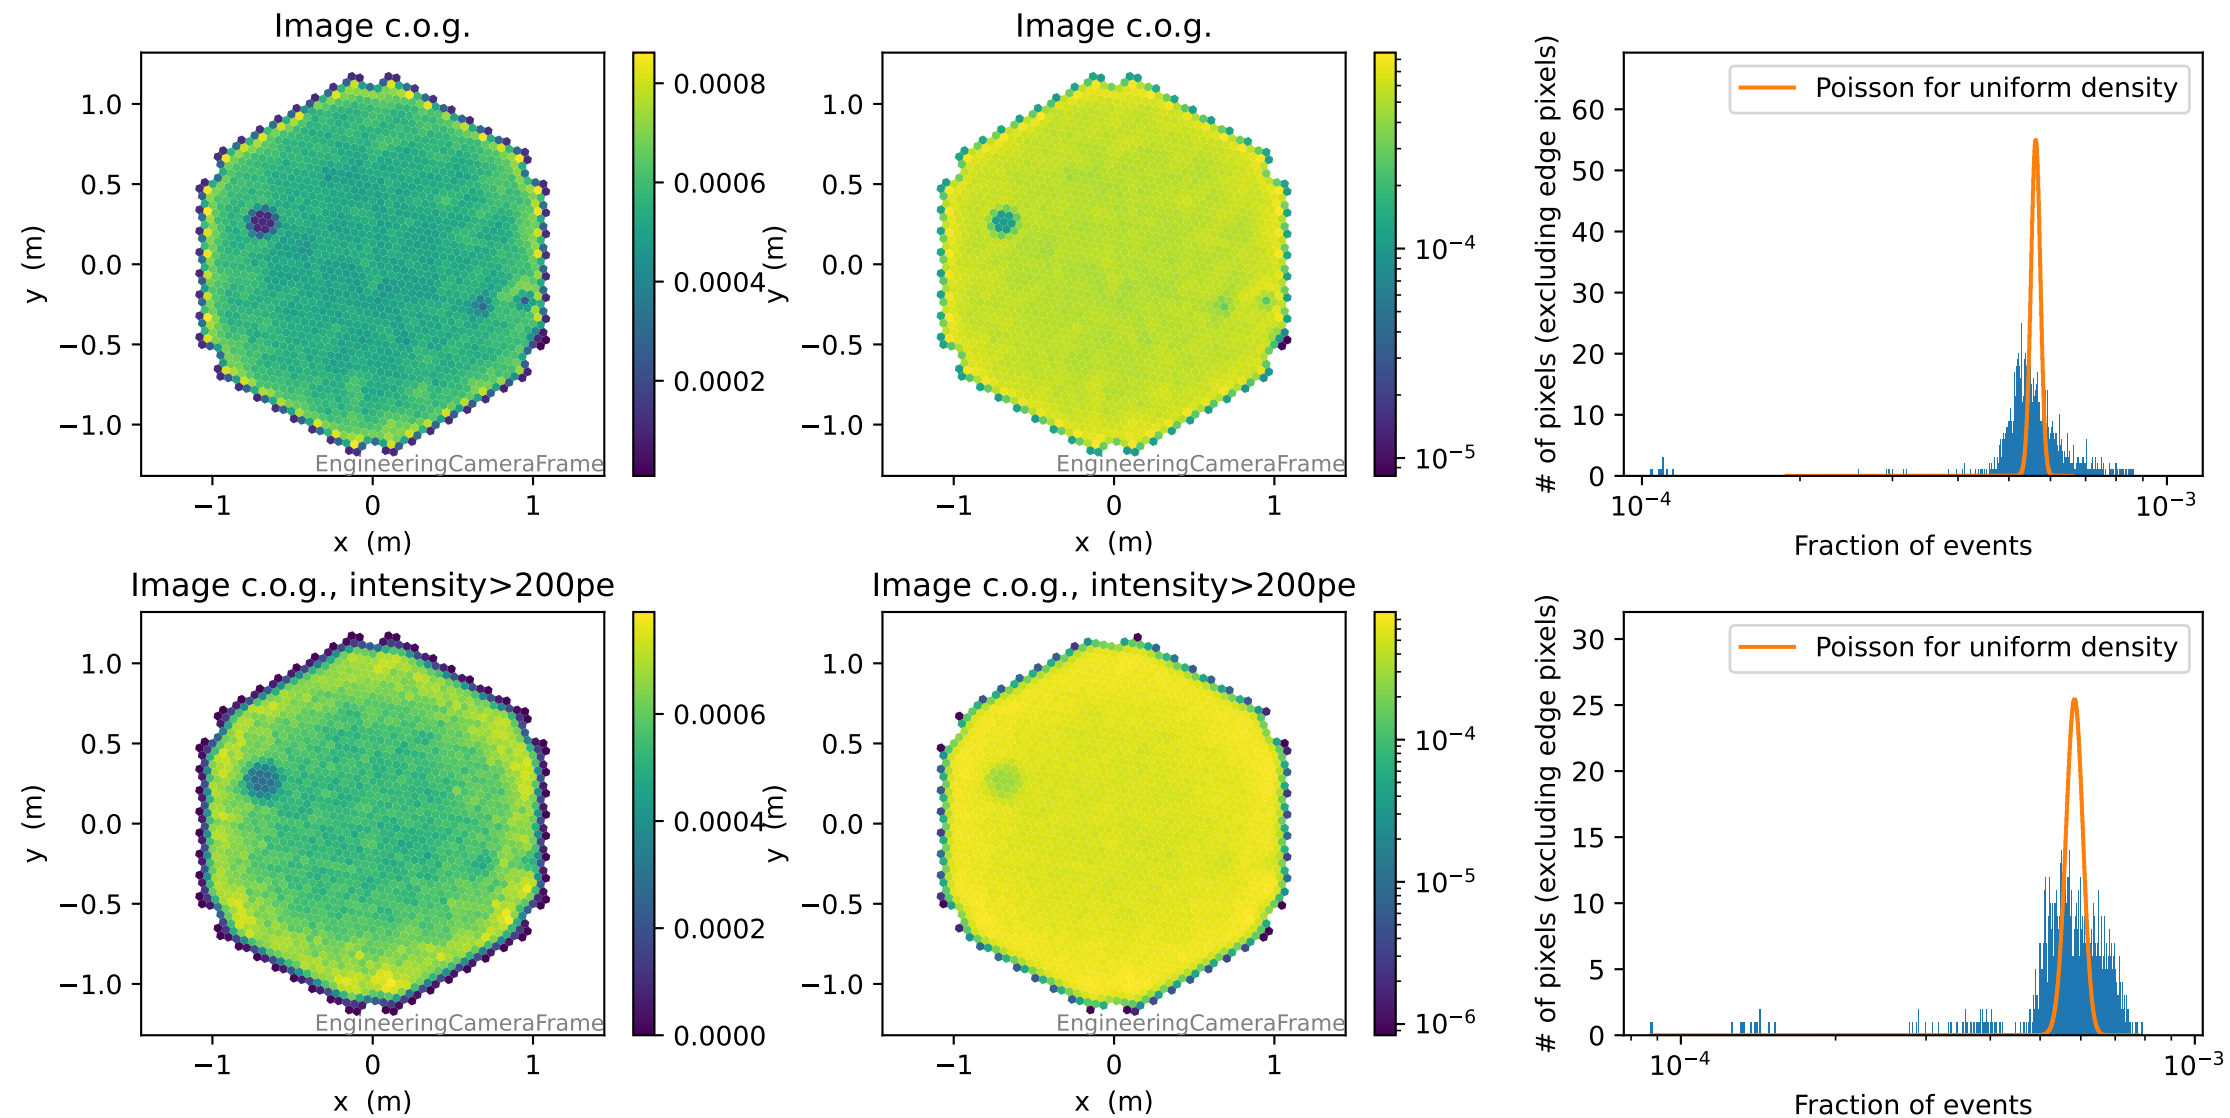 Image c.o.g.
1.0
0.5
0.0
−0.5
−1.0
y (m)
−1
0
1
x (m)
EngineeringCameraFrame
0.0008
0.0006
0.0004
0.0002
Image c.o.g.
1.0
0.5
0.0
−0.5
−1.0
y (m)
−1
0
1
x (m)
EngineeringCameraFrame
10⁻⁴
10⁻⁵
Poisson for uniform density
# of pixels (excluding edge pixels)
60
50
40
30
20
10
0
10⁻⁴
10⁻³
Fraction of events
Image c.o.g., intensity>200pe
1.0
0.5
0.0
−0.5
−1.0
y (m)
−1
0
1
x (m)
EngineeringCameraFrame
0.0006
0.0004
0.0002
0.0000
Image c.o.g., intensity>200pe
1.0
0.5
0.0
−0.5
−1.0
y (m)
−1
0
1
x (m)
EngineeringCameraFrame
10⁻⁴
10⁻⁵
10⁻⁶
Poisson for uniform density
# of pixels (excluding edge pixels)
30
25
20
15
10
5
0
10⁻⁴
10⁻³
Fraction of events